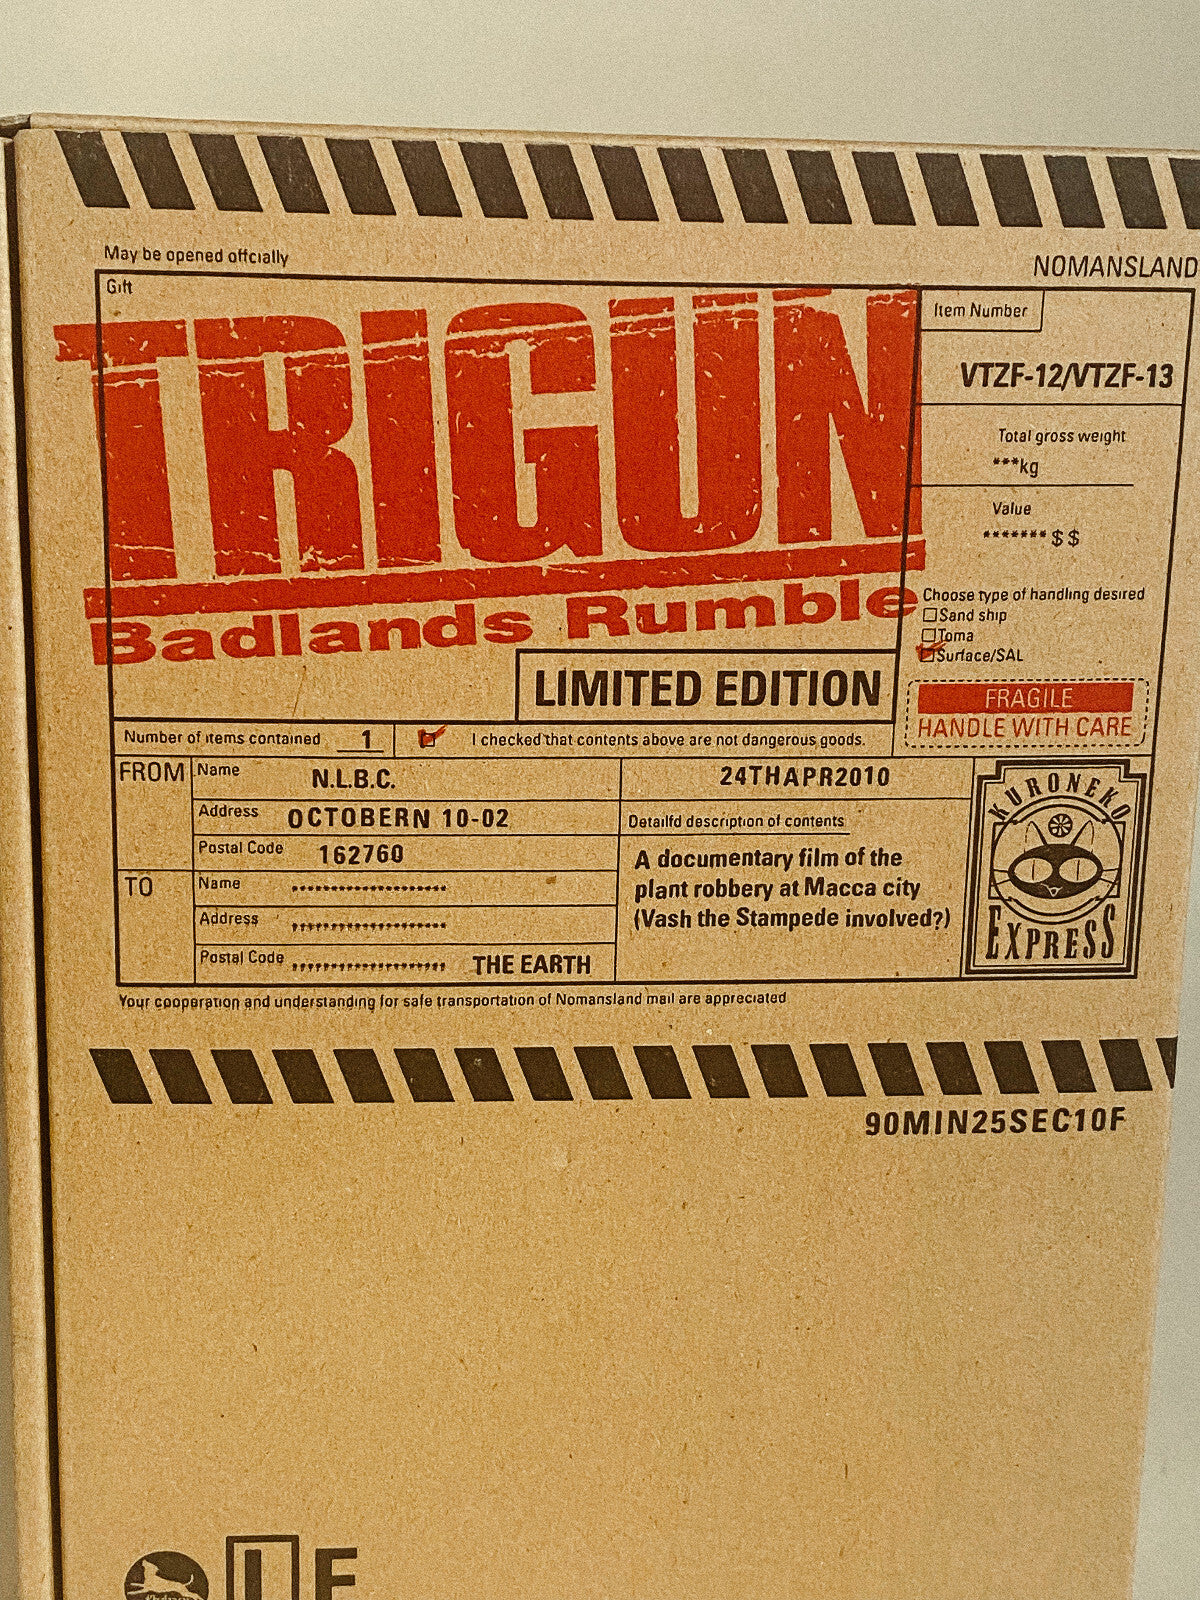 May be opened offcially
NOMANSLAND
Gift
TRIGUN
Badlands Rumble
LIMITED EDITION
Item Number
VTZF-12/VTZF-13
Total gross weight
***kg
Value
*******$$
Choose type of handling desired
Sand ship
Toma
Surface/SAL
FRAGILE
HANDLE WITH CARE
Number of items contained 1
I checked that contents above are not dangerous goods.
FROM
Name N.L.B.C.
Address OCTOBERN 10-02
Postal Code 162760
TO
Name ********************
Address ********************
Postal Code ******************** THE EARTH
24THAPR2010
Detailfd description of contents
A documentary film of the
plant robbery at Macca city
(Vash the Stampede involved?)
KURONEKO
EXPRESS
Your cooperation and understanding for safe transportation of Nomansland mail are appreciated
90MIN25SEC10F